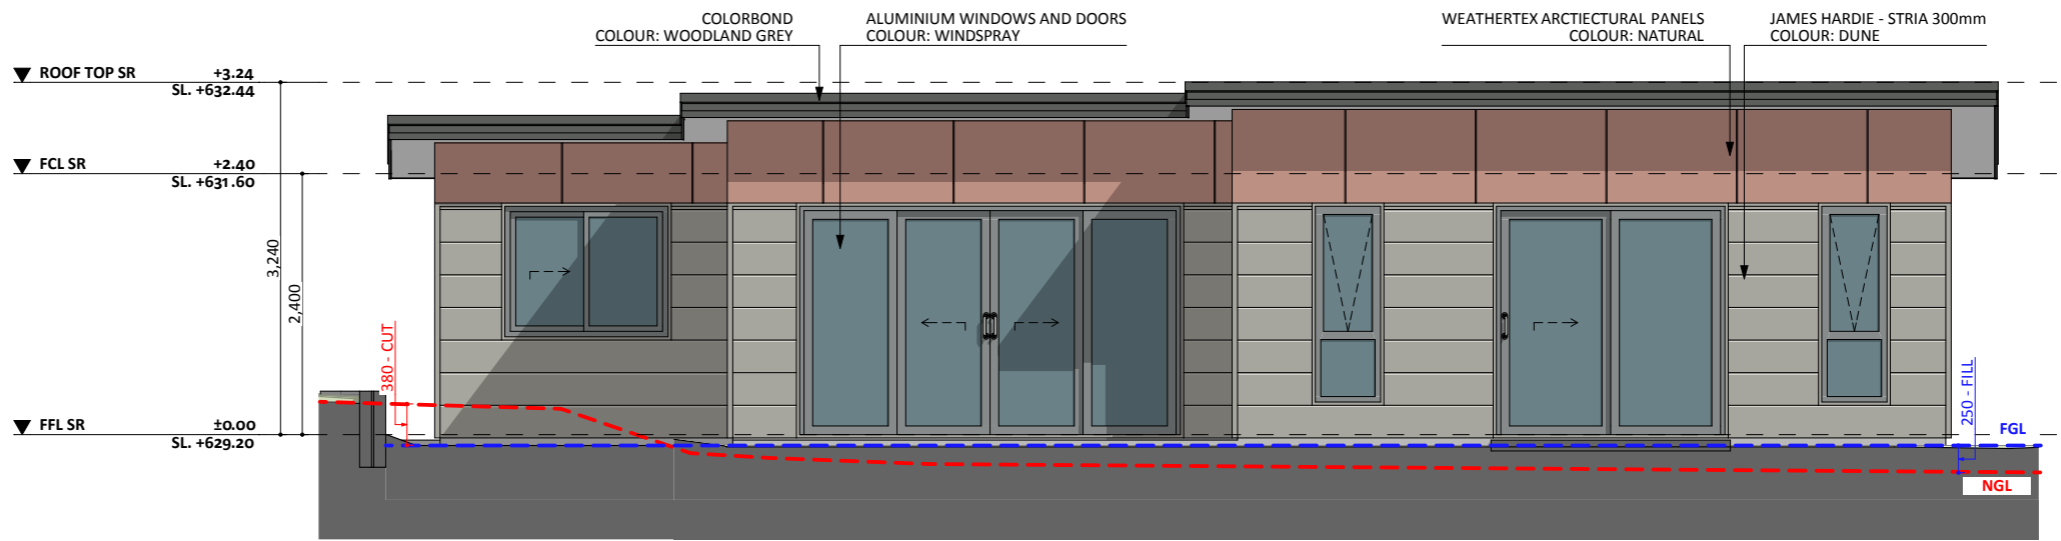 COLORBOND
COLOUR: WOODLAND GREY
ALUMINIUM WINDOWS AND DOORS
COLOUR: WINDSPRAY
WEATHERTEX ARCTIECTURAL PANELS
COLOUR: NATURAL
JAMES HARDIE - STRIA 300mm
COLOUR: DUNE
ROOF TOP SR +3.24
SL. +632.44
FCL SR +2.40
SL. +631.60
3,240
2,400
380 - CUT
FFL SR ±0.00
SL. +629.20
250 - FILL
FGL
NGL